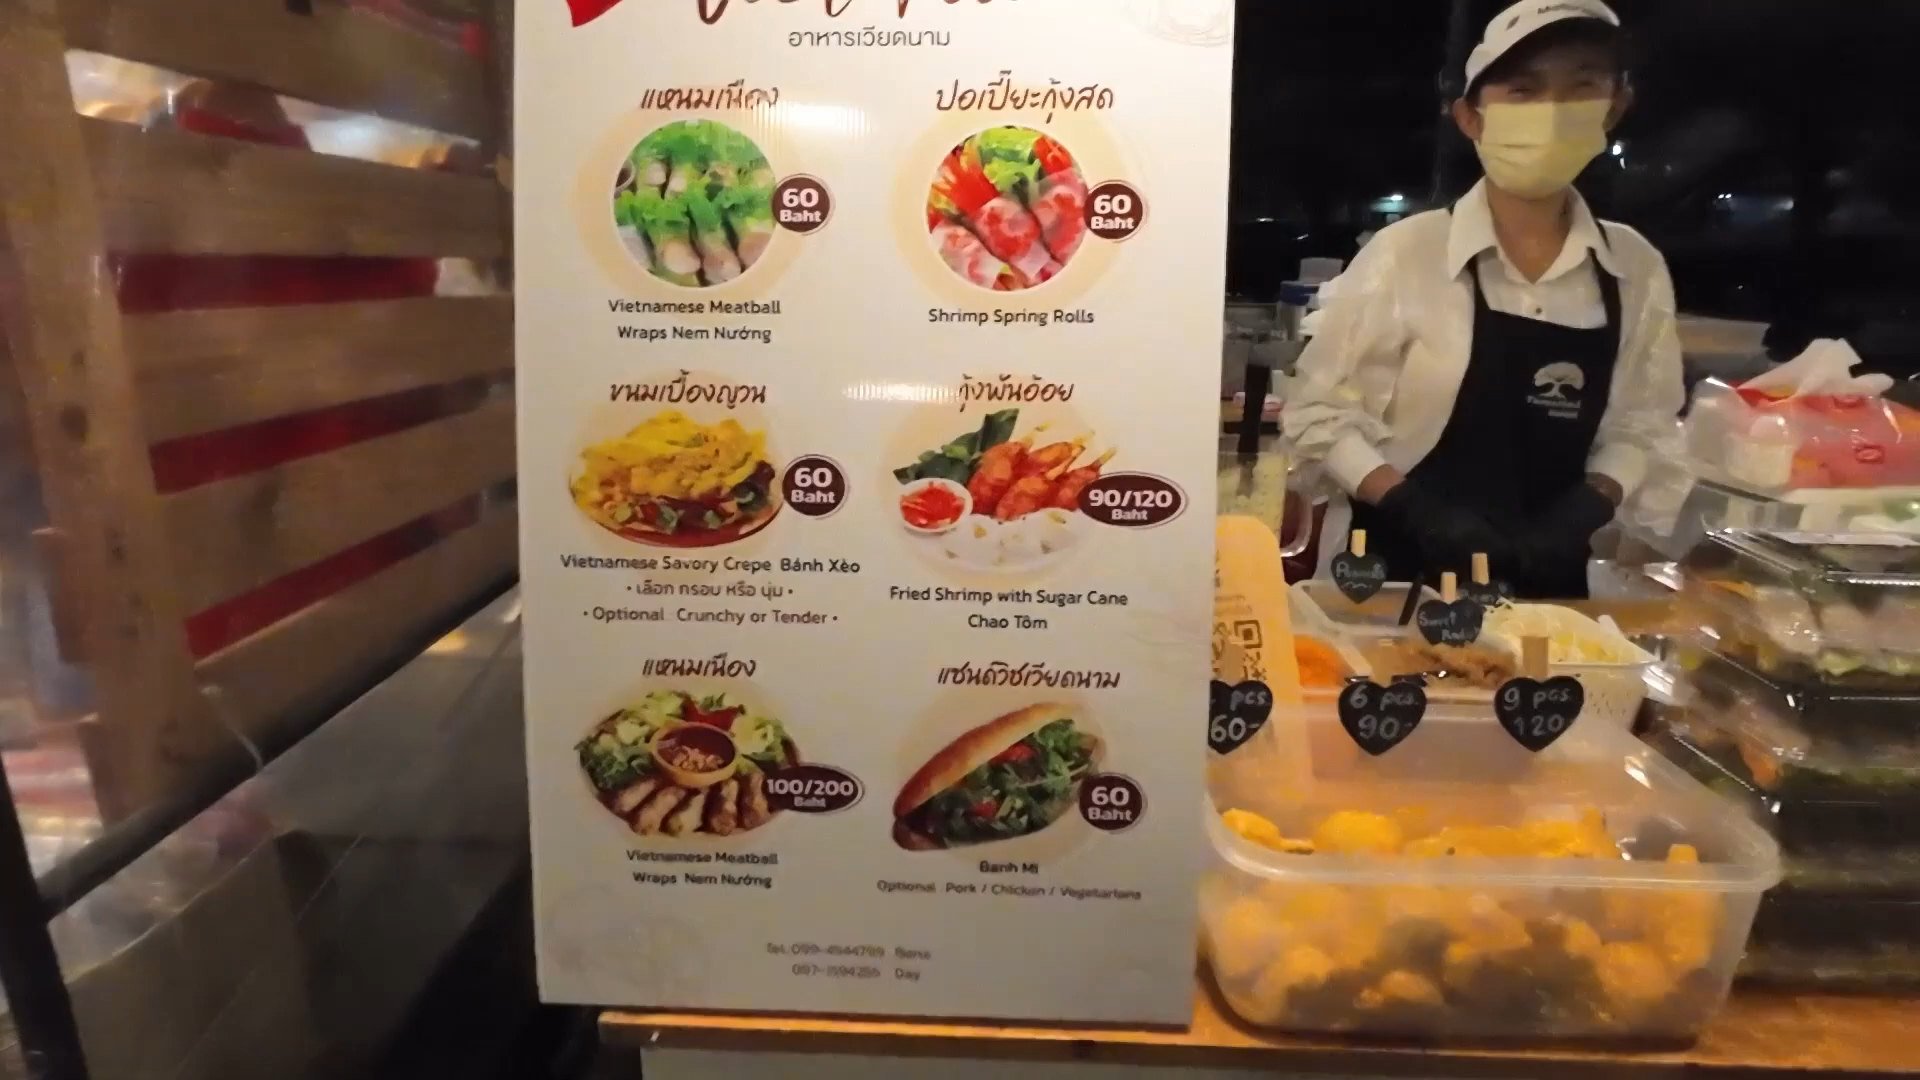 อาหารเวียดนาม
แหนมเนือง
60
Baht
Vietnamese Meatball
Wraps Nem Nướng
ปอเปี๊ยะกุ้งสด
60
Baht
Shrimp Spring Rolls
ขนมเบื้องญวน
60
Baht
Vietnamese Savory Crepe Bánh Xèo
• เลือก กรอบ หรือ นุ่ม •
• Optional : Crunchy or Tender •
กุ้งพันอ้อย
90/120
Baht
Fried Shrimp with Sugar Cane
Chao Tôm
แหนมเนือง
100/200
Baht
Vietnamese Meatball
Wraps Nem Nướng
แซนด์วิชเวียดนาม
60
Baht
Banh Mi
Optional : Pork / Chicken / Vegetarians
Day
pcs.
60-
6 pcs.
90-
9 pcs.
120-